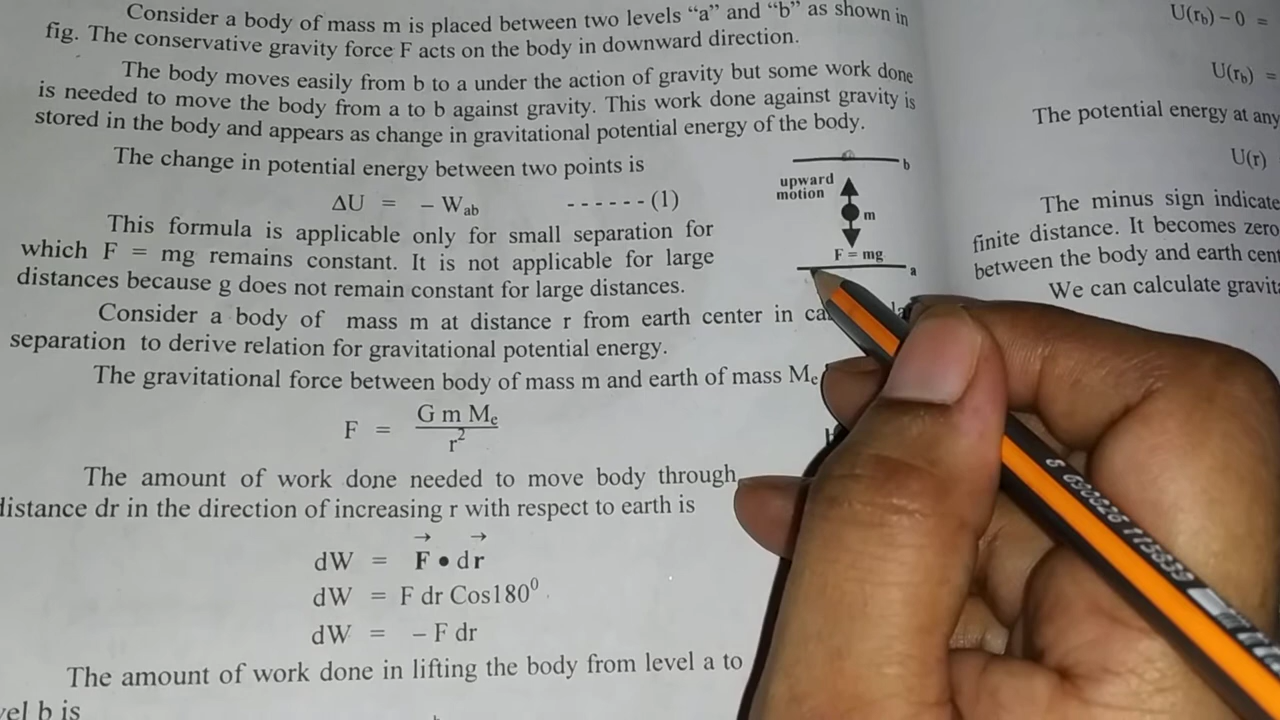 Consider a body of mass m is placed between two levels “a” and “b” as shown in
fig. The conservative gravity force F acts on the body in downward direction.
The body moves easily from b to a under the action of gravity but some work done
is needed to move the body from a to b against gravity. This work done against gravity is
stored in the body and appears as change in gravitational potential energy of the body.
The change in potential energy between two points is
ΔU = – W_ab ------(1)
This formula is applicable only for small separation for
which F = mg remains constant. It is not applicable for large
distances because g does not remain constant for large distances.
b
upward
motion
m
F = mg
a
Consider a body of mass m at distance r from earth center in
separation to derive relation for gravitational potential energy.
The gravitational force between body of mass m and earth of mass M_e
F = G m M_e / r²
The amount of work done needed to move body through
distance dr in the direction of increasing r with respect to earth is
dW = F→ • dr→
dW = F dr Cos180⁰
dW = – F dr
The amount of work done in lifting the body from level a to
b is
U(r_b) – 0 =
U(r_b) =
The potential energy at any
U(r)
The minus sign indicate
finite distance. It becomes zero
between the body and earth cent
We can calculate gravit